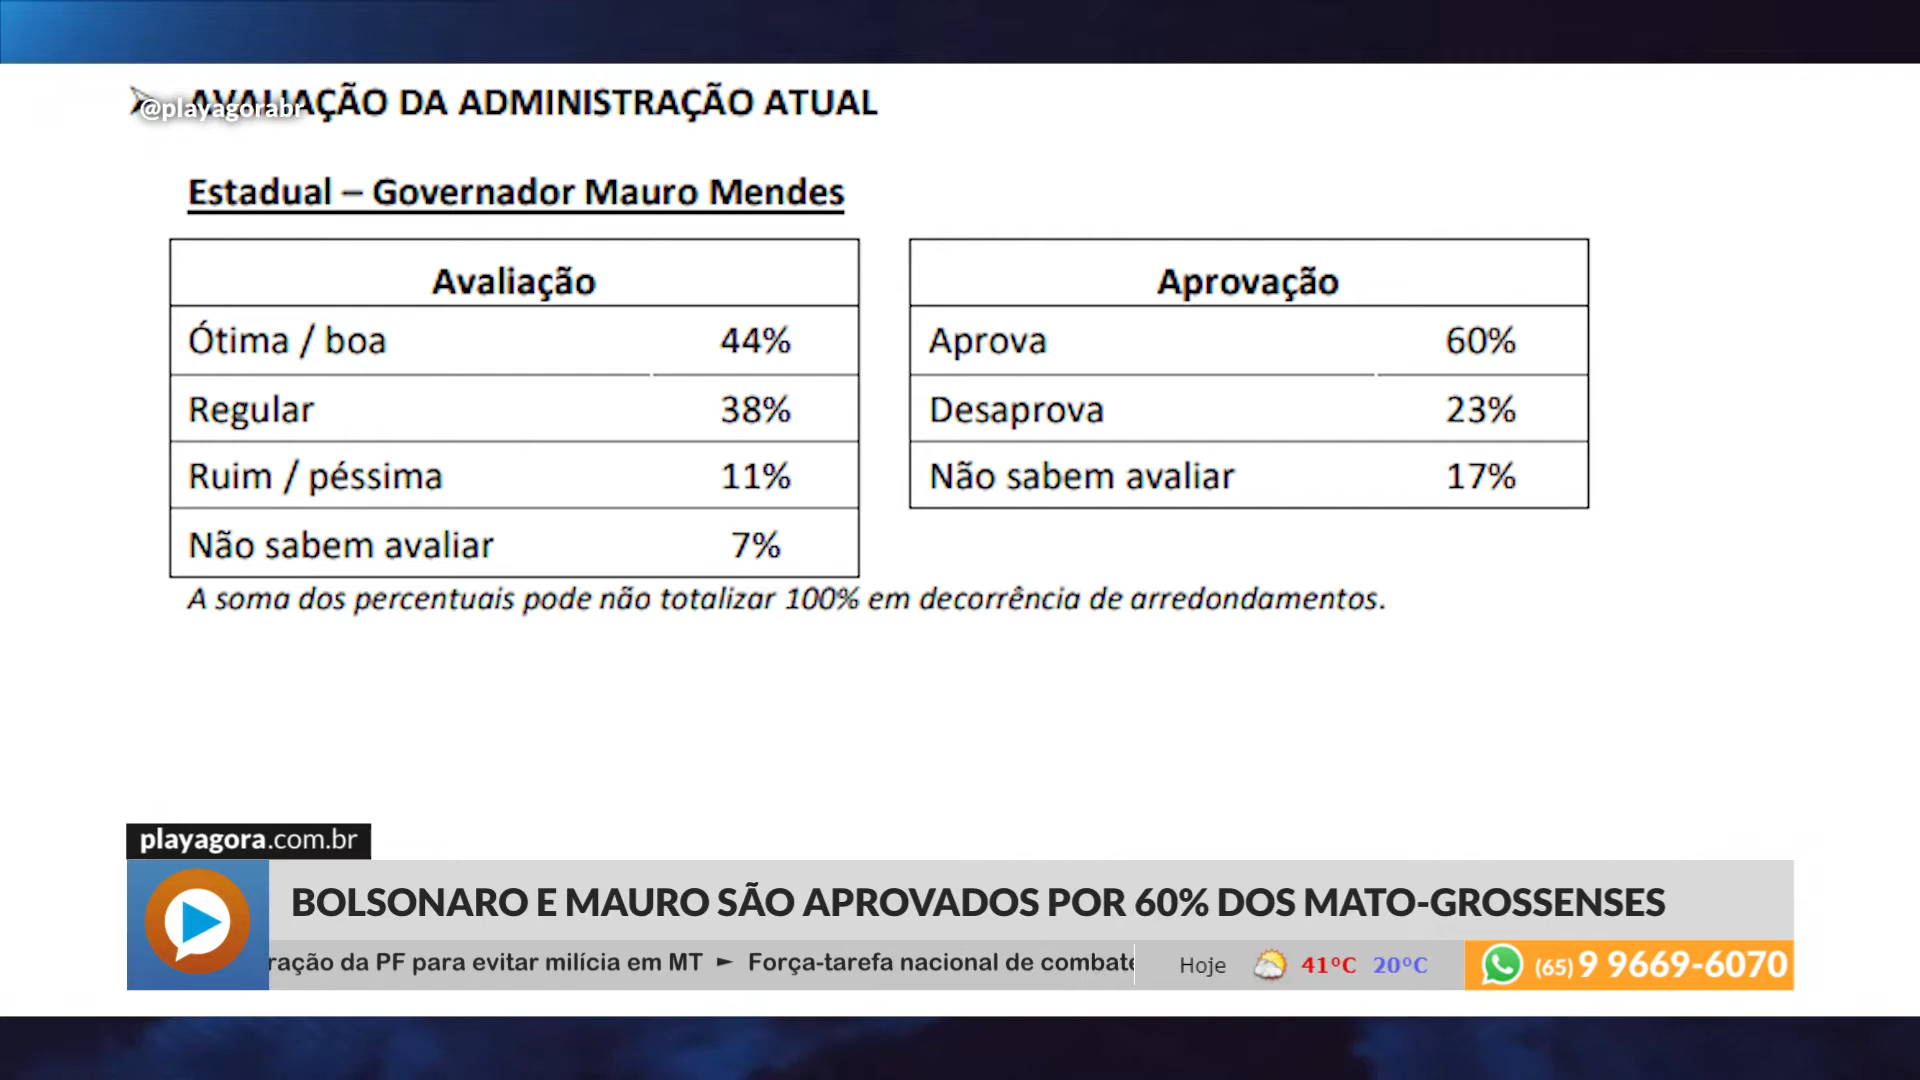 AVALIAÇÃO DA ADMINISTRAÇÃO ATUAL
@playagorabr
Estadual – Governador Mauro Mendes
Avaliação
Ótima / boa 44%
Regular 38%
Ruim / péssima 11%
Não sabem avaliar 7%
Aprovação
Aprova 60%
Desaprova 23%
Não sabem avaliar 17%
A soma dos percentuais pode não totalizar 100% em decorrência de arredondamentos.
playagora.com.br
BOLSONARO E MAURO SÃO APROVADOS POR 60% DOS MATO-GROSSENSES
ração da PF para evitar milícia em MT ► Força-tarefa nacional de combate
Hoje 41ºC 20ºC
(65) 9 9669-6070